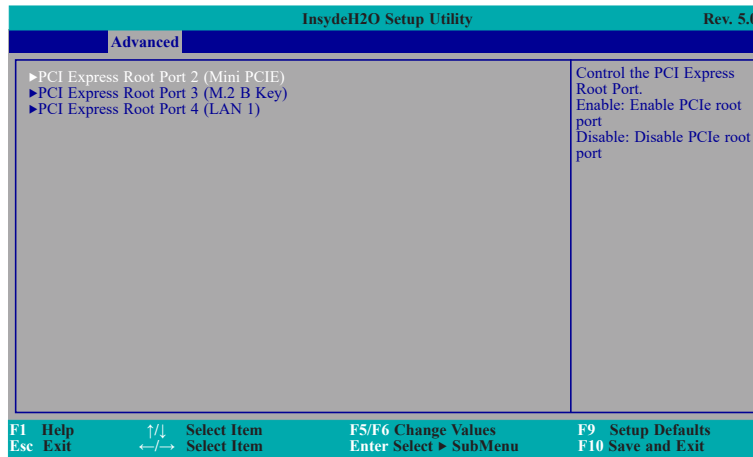 InsydeH2O Setup Utility Rev. 5.0
Advanced
►PCI Express Root Port 2 (Mini PCIE)
►PCI Express Root Port 3 (M.2 B Key)
►PCI Express Root Port 4 (LAN 1)
Control the PCI Express
Root Port.
Enable: Enable PCIe root
port
Disable: Disable PCIe root
port
F1 Help ↑/↓ Select Item F5/F6 Change Values F9 Setup Defaults
Esc Exit ←/→ Select Item Enter Select ► SubMenu F10 Save and Exit